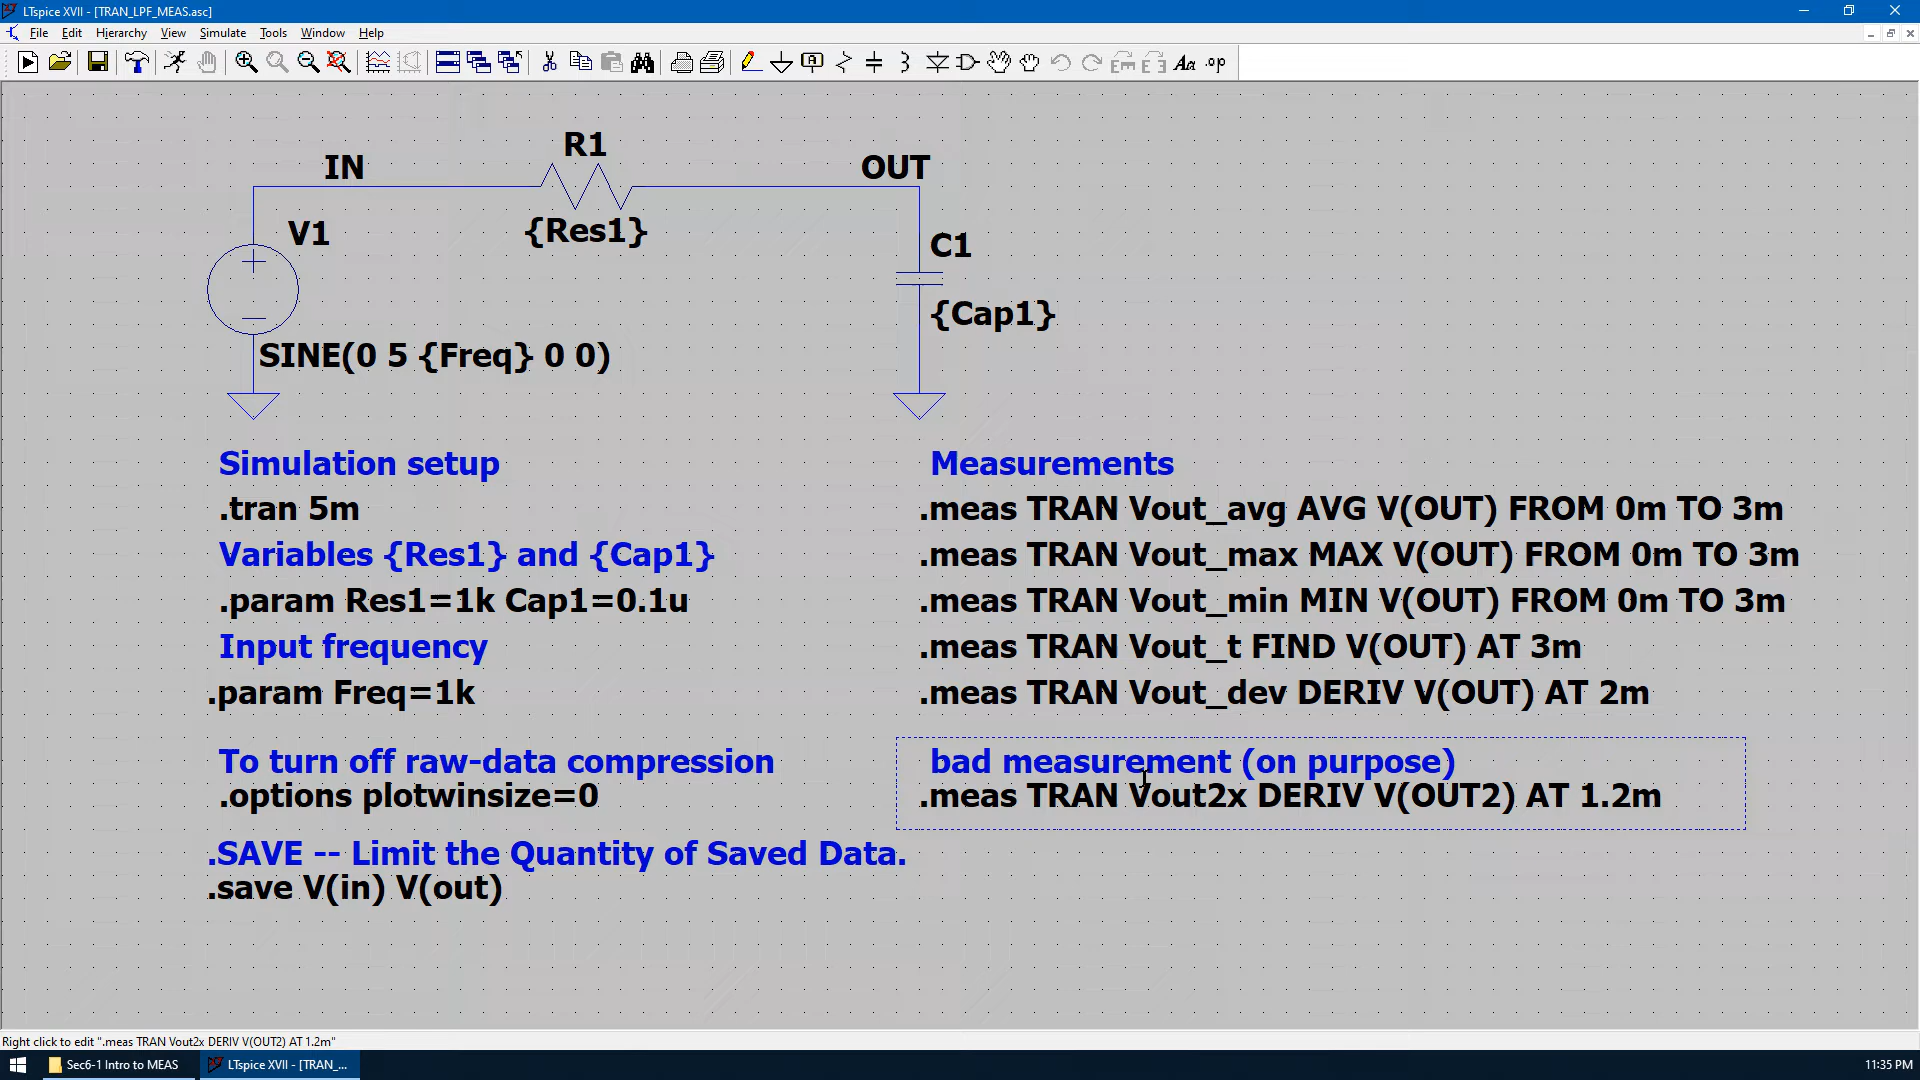 LTspice XVII - [TRAN_LPF_MEAS.asc]
File Edit Hierarchy View Simulate Tools Window Help
Aa .op
R1
IN
OUT
V1
{Res1}
C1
{Cap1}
SINE(0 5 {Freq} 0 0)
Simulation setup
.tran 5m
Variables {Res1} and {Cap1}
.param Res1=1k Cap1=0.1u
Input frequency
.param Freq=1k
To turn off raw-data compression
.options plotwinsize=0
.SAVE -- Limit the Quantity of Saved Data.
.save V(in) V(out)
Measurements
.meas TRAN Vout_avg AVG V(OUT) FROM 0m TO 3m
.meas TRAN Vout_max MAX V(OUT) FROM 0m TO 3m
.meas TRAN Vout_min MIN V(OUT) FROM 0m TO 3m
.meas TRAN Vout_t FIND V(OUT) AT 3m
.meas TRAN Vout_dev DERIV V(OUT) AT 2m
bad measurement (on purpose)
.meas TRAN Vout2x DERIV V(OUT2) AT 1.2m
Right click to edit ".meas TRAN Vout2x DERIV V(OUT2) AT 1.2m"
Sec6-1 Intro to MEAS
LTspice XVII - [TRAN_...
11:35 PM